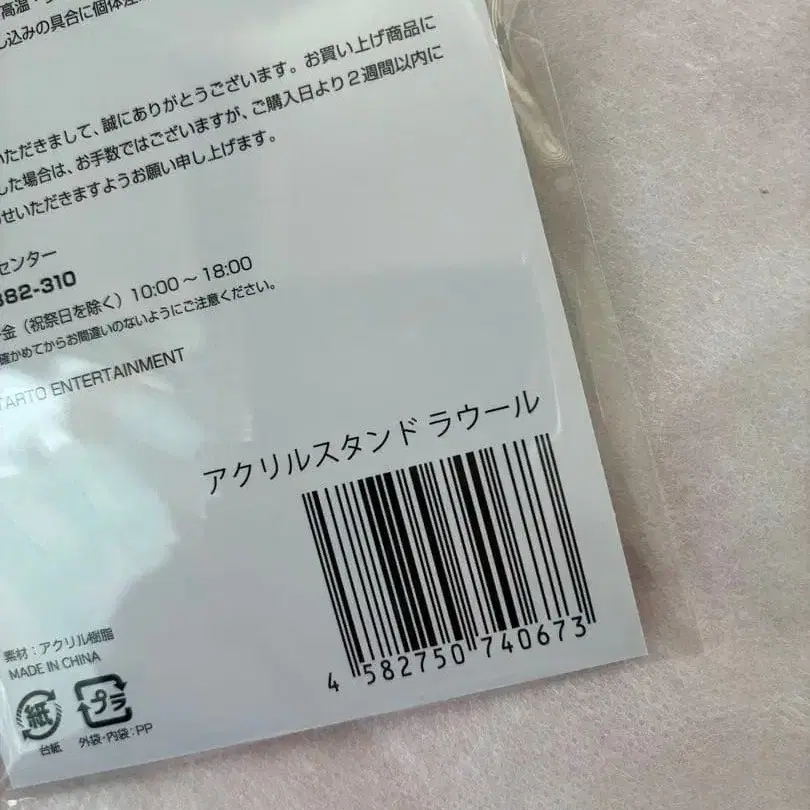 高温・
し込みの具合に個体差
いただきまして、誠にありがとうございます。お買い上げ商品に
した場合は、お手数ではございますが、ご購入日より2週間以内に
わせいただきますようお願い申し上げます。
センター
382-310
金(祝祭日を除く)10:00~18:00
確かめてからお間違いのないようにご注意ください。
TARTO ENTERTAINMENT
アクリルスタンド ラウール
4 582750 740673
素材:アクリル樹脂
MADE IN CHINA
紙
プラ
台紙
外袋・内袋:PP